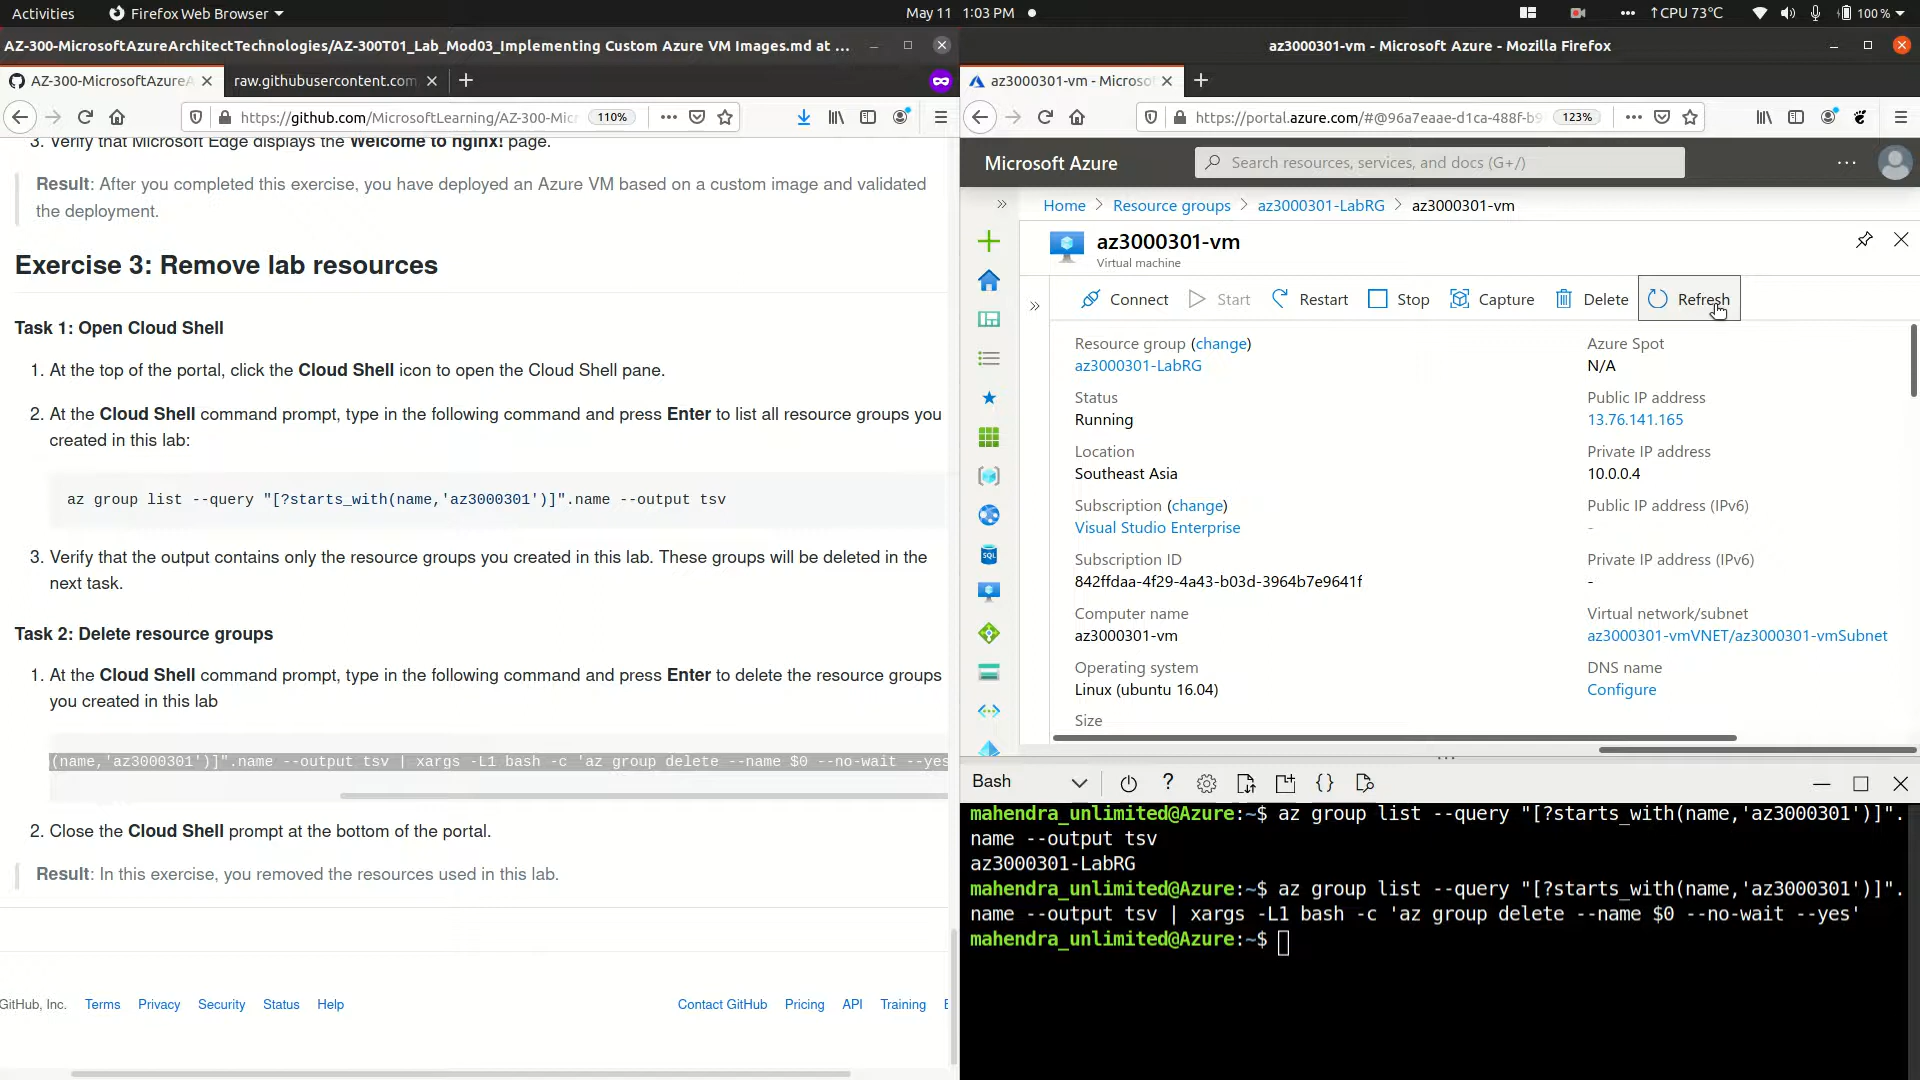 Activities
Firefox Web Browser
May 11 1:03 PM
↑CPU 73℃
100 %
AZ-300-MicrosoftAzureArchitectTechnologies/AZ-300T01_Lab_Mod03_Implementing Custom Azure VM Images.md at ...
AZ-300-MicrosoftAzureA
raw.githubusercontent.com
https://github.com/MicrosoftLearning/AZ-300-Micr
110%
3. Verify that Microsoft Edge displays the Welcome to nginx! page.
Result: After you completed this exercise, you have deployed an Azure VM based on a custom image and validated
the deployment.
Exercise 3: Remove lab resources
Task 1: Open Cloud Shell
1. At the top of the portal, click the Cloud Shell icon to open the Cloud Shell pane.
2. At the Cloud Shell command prompt, type in the following command and press Enter to list all resource groups you
created in this lab:
az group list --query "[?starts_with(name,'az3000301')]".name --output tsv
3. Verify that the output contains only the resource groups you created in this lab. These groups will be deleted in the
next task.
Task 2: Delete resource groups
1. At the Cloud Shell command prompt, type in the following command and press Enter to delete the resource groups
you created in this lab
(name,'az3000301')]".name --output tsv | xargs -L1 bash -c 'az group delete --name $0 --no-wait --yes
2. Close the Cloud Shell prompt at the bottom of the portal.
Result: In this exercise, you removed the resources used in this lab.
GitHub, Inc. Terms Privacy Security Status Help
Contact GitHub Pricing API Training
az3000301-vm - Microsoft Azure - Mozilla Firefox
az3000301-vm - Microso
https://portal.azure.com/#@96a7eaae-d1ca-488f-b9
123%
Microsoft Azure
Search resources, services, and docs (G+/)
Home > Resource groups > az3000301-LabRG > az3000301-vm
az3000301-vm
Virtual machine
Connect Start Restart Stop Capture Delete Refresh
Resource group (change)
az3000301-LabRG
Status
Running
Location
Southeast Asia
Subscription (change)
Visual Studio Enterprise
Subscription ID
842ffdaa-4f29-4a43-b03d-3964b7e9641f
Computer name
az3000301-vm
Operating system
Linux (ubuntu 16.04)
Size
Azure Spot
N/A
Public IP address
13.76.141.165
Private IP address
10.0.0.4
Public IP address (IPv6)
-
Private IP address (IPv6)
-
Virtual network/subnet
az3000301-vmVNET/az3000301-vmSubnet
DNS name
Configure
SQL
Bash
mahendra_unlimited@Azure:~$ az group list --query "[?starts_with(name,'az3000301')]".
name --output tsv
az3000301-LabRG
mahendra_unlimited@Azure:~$ az group list --query "[?starts_with(name,'az3000301')]".
name --output tsv | xargs -L1 bash -c 'az group delete --name $0 --no-wait --yes'
mahendra_unlimited@Azure:~$